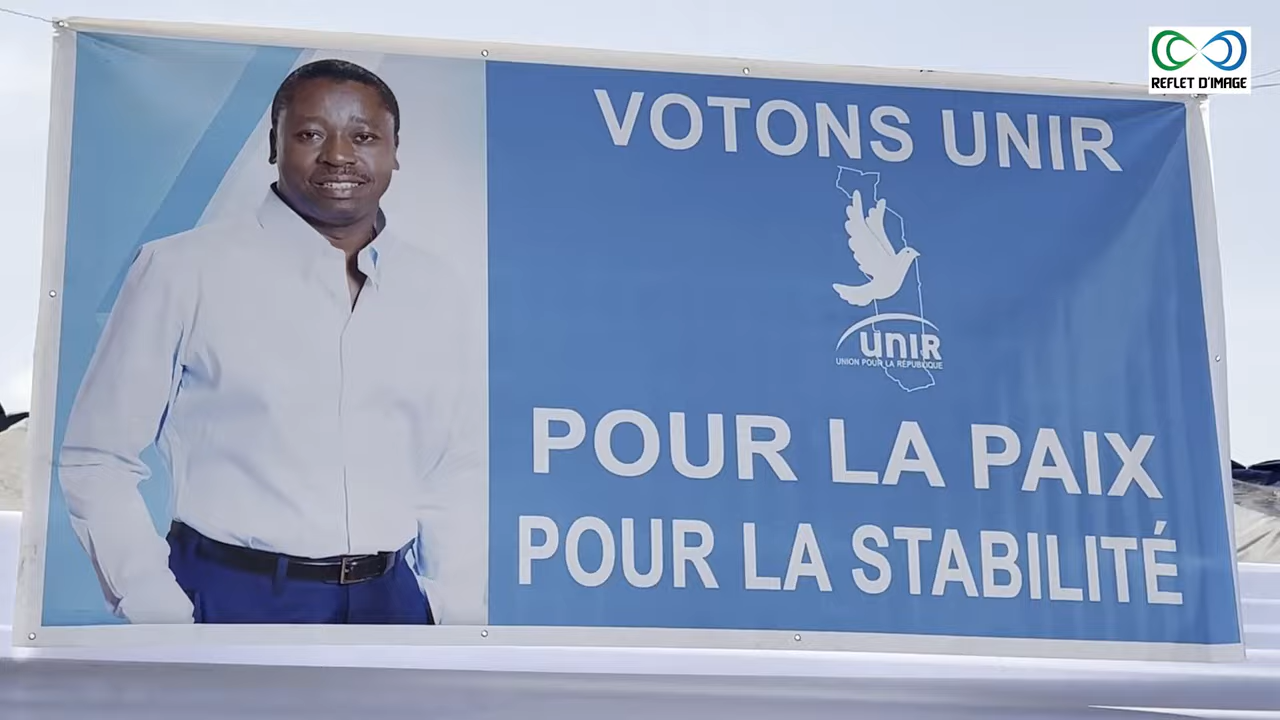 REFLET D'IMAGE
VOTONS UNIR
unir
UNION POUR LA RÉPUBLIQUE
POUR LA PAIX
POUR LA STABILITÉ